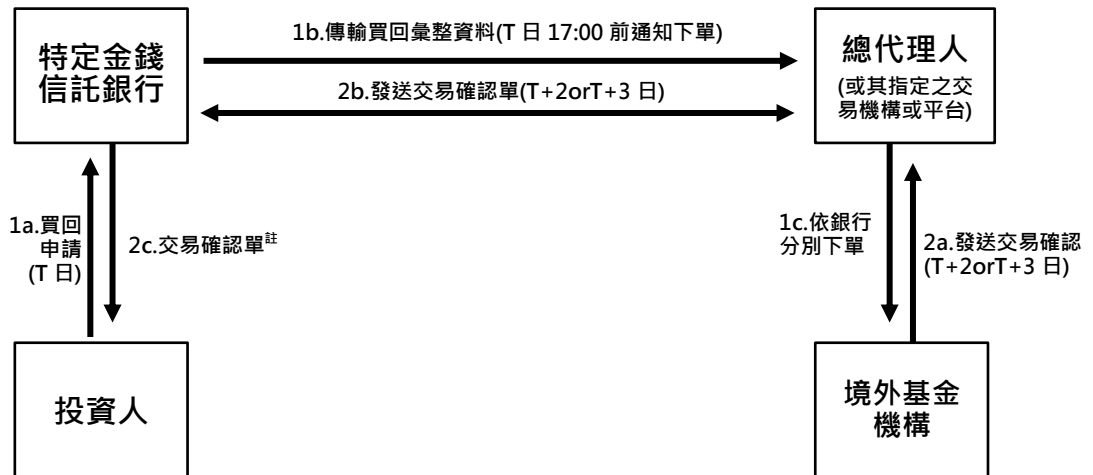 特定金錢
信託銀行
1b.傳輸買回彙整資料(T 日 17:00 前通知下單)
2b.發送交易確認單(T+2orT+3 日)
總代理人
(或其指定之交
易機構或平台)
1a.買回
申請
(T 日)
2c.交易確認單註
1c.依銀行
分別下單
2a.發送交易確認
(T+2orT+3 日)
投資人
境外基金
機構